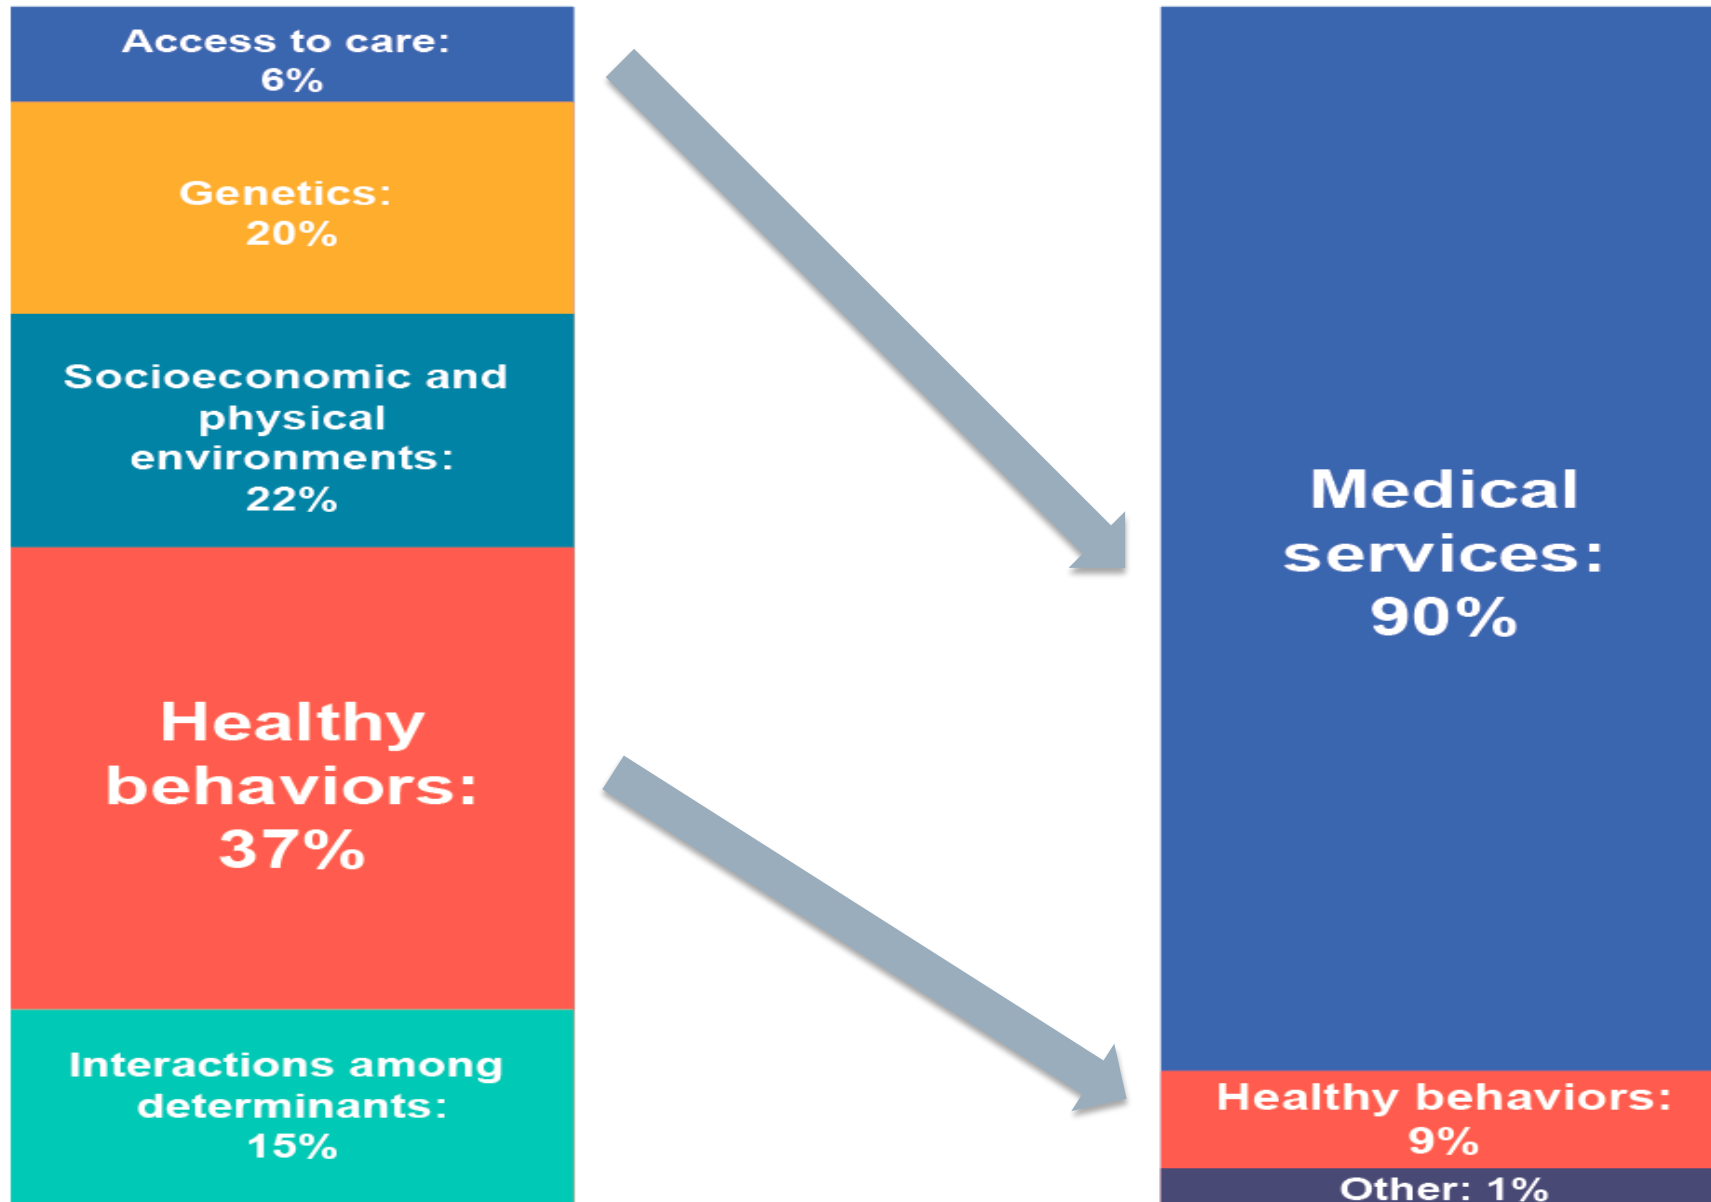 Access to care:
6%
Genetics:
20%
Socioeconomic and
physical
environments:
22%
Healthy
behaviors:
37%
Interactions among
determinants:
15%
Medical
services:
90%
Healthy behaviors:
9%
Other: 1%